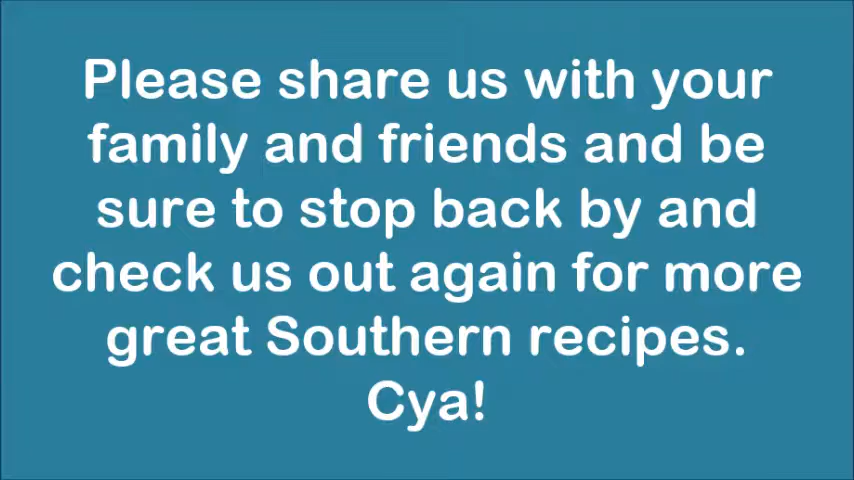 Please share us with your
family and friends and be
sure to stop back by and
check us out again for more
great Southern recipes.
Cya!